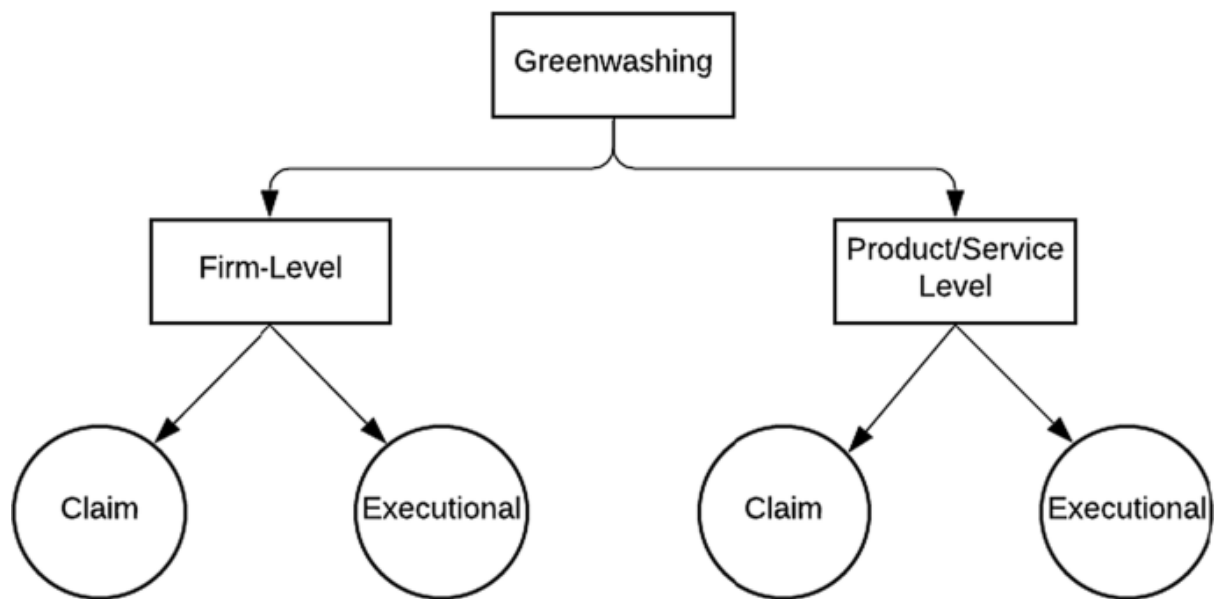 Greenwashing
Firm-Level
Product/Service
Level
Claim
Executional
Claim
Executional